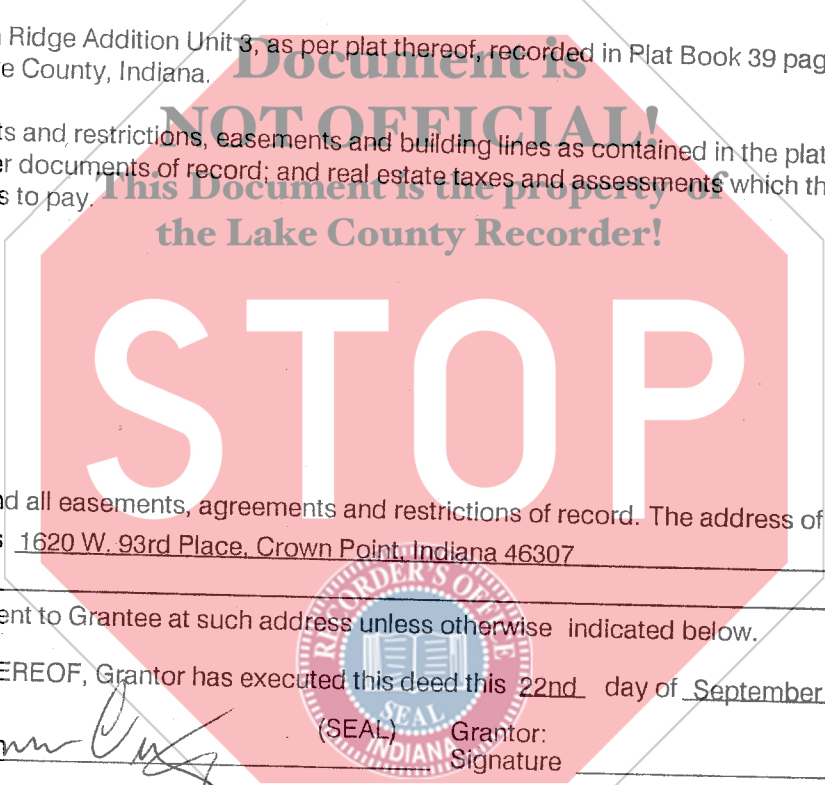 Ridge Addition Unit 3, as per plat thereof, recorded in Plat Book 39 pag
e County, Indiana.
Document is
NOT OFFICIAL!
ts and restrictions, easements and building lines as contained in the plat
er documents of record; and real estate taxes and assessments which th
s to pay.
This Document is the property of
the Lake County Recorder!
STOP
nd all easements, agreements and restrictions of record. The address of
s 1620 W. 93rd Place, Crown Point, Indiana 46307
ent to Grantee at such address unless otherwise indicated below.
EREOF, Grantor has executed this deed this 22nd day of September
(SEAL) Grantor:
Signature
RECORDER'S OFFICE
SEAL
INDIANA